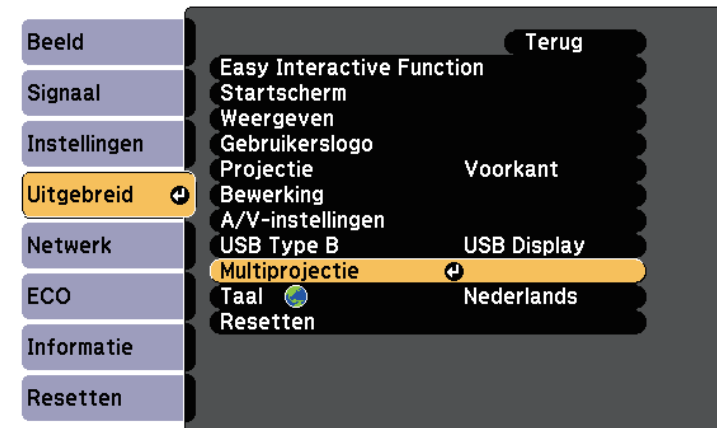 Beeld
Signaal
Instellingen
Uitgebreid
Netwerk
ECO
Informatie
Resetten
Terug
Easy Interactive Function
Startscherm
Weergeven
Gebruikerslogo
Projectie Voorkant
Bewerking
A/V-instellingen
USB Type B USB Display
Multiprojectie
Taal Nederlands
Resetten